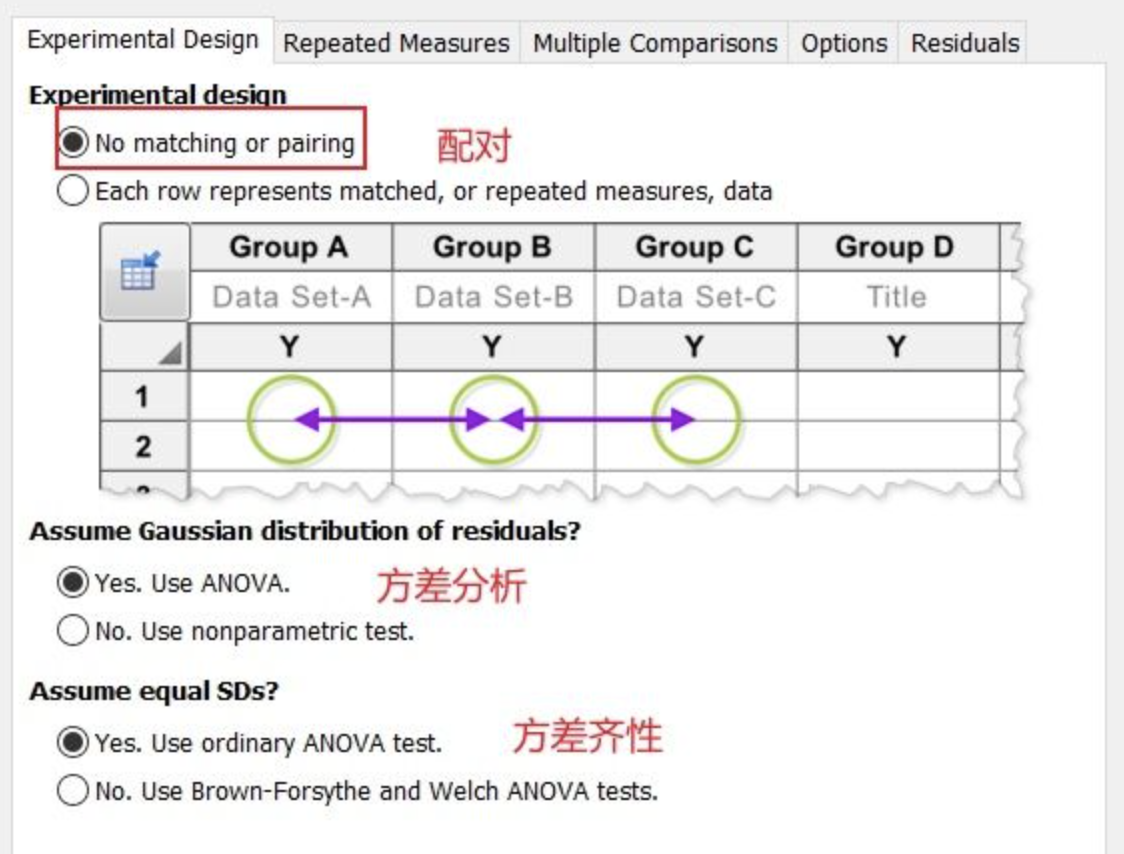 Experimental Design Repeated Measures Multiple Comparisons Options Residuals
Experimental design
No matching or pairing 配对
Each row represents matched, or repeated measures, data
Group A Group B Group C Group D
Data Set-A Data Set-B Data Set-C Title
Y Y Y Y
1
2
Assume Gaussian distribution of residuals?
Yes. Use ANOVA. 方差分析
No. Use nonparametric test.
Assume equal SDs?
Yes. Use ordinary ANOVA test. 方差齐性
No. Use Brown-Forsythe and Welch ANOVA tests.